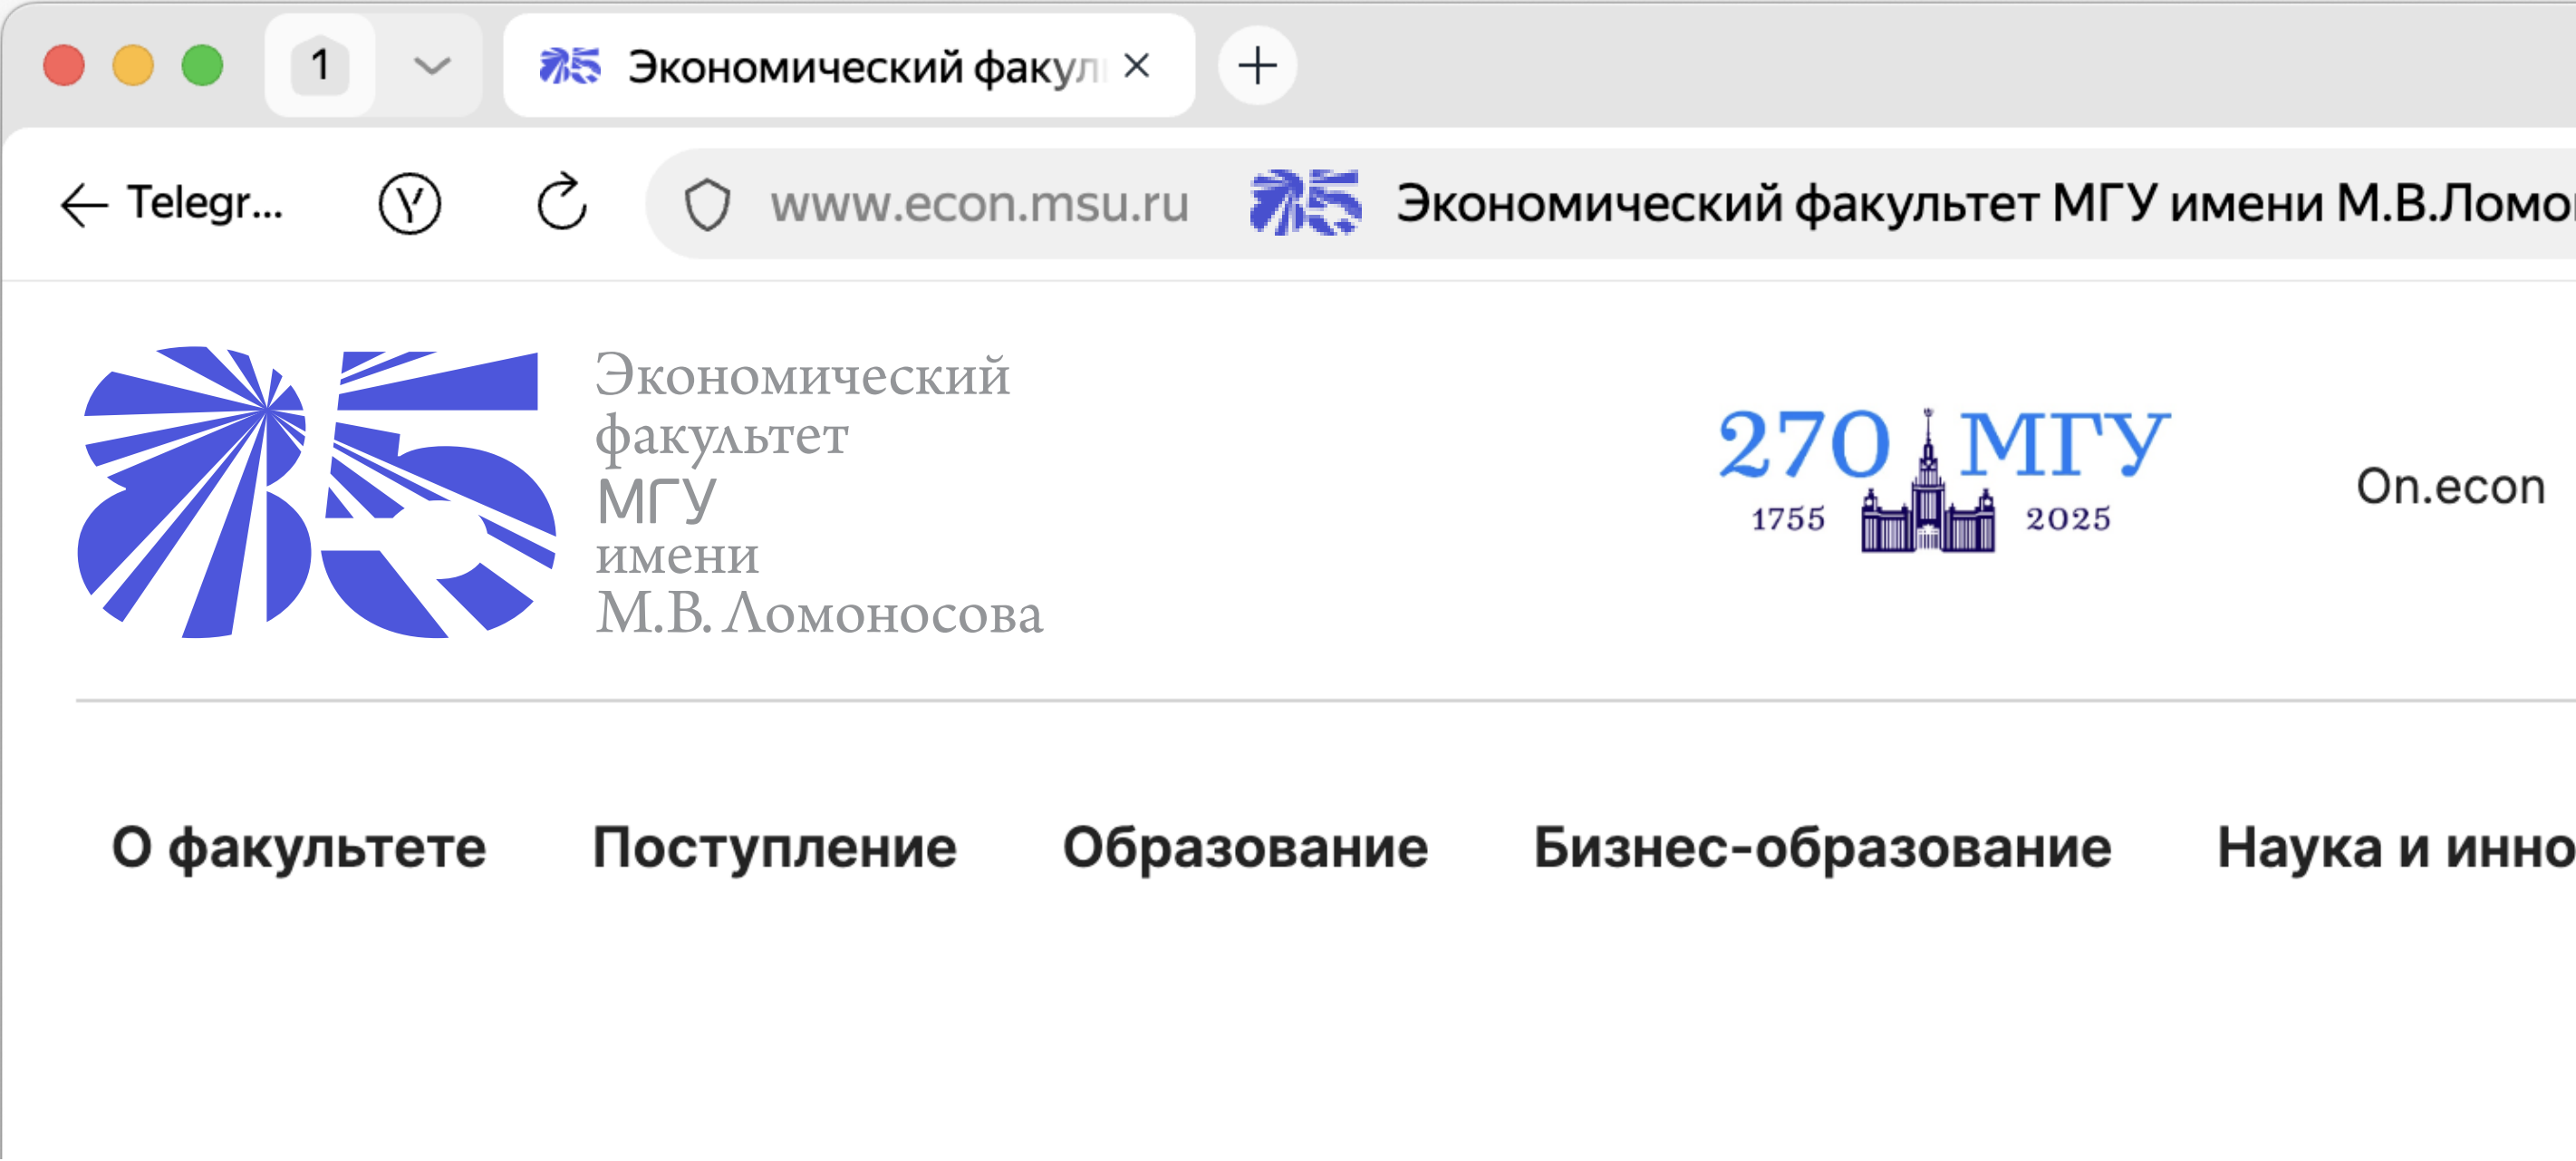 1
Экономический факул
Telegr...
www.econ.msu.ru
Экономический факультет МГУ имени М.В.Ломо
85
Экономический
факультет
МГУ
имени
М.В. Ломоносова
270 МГУ
1755 2025
On.econ
О факультете Поступление Образование Бизнес-образование Наука и инно